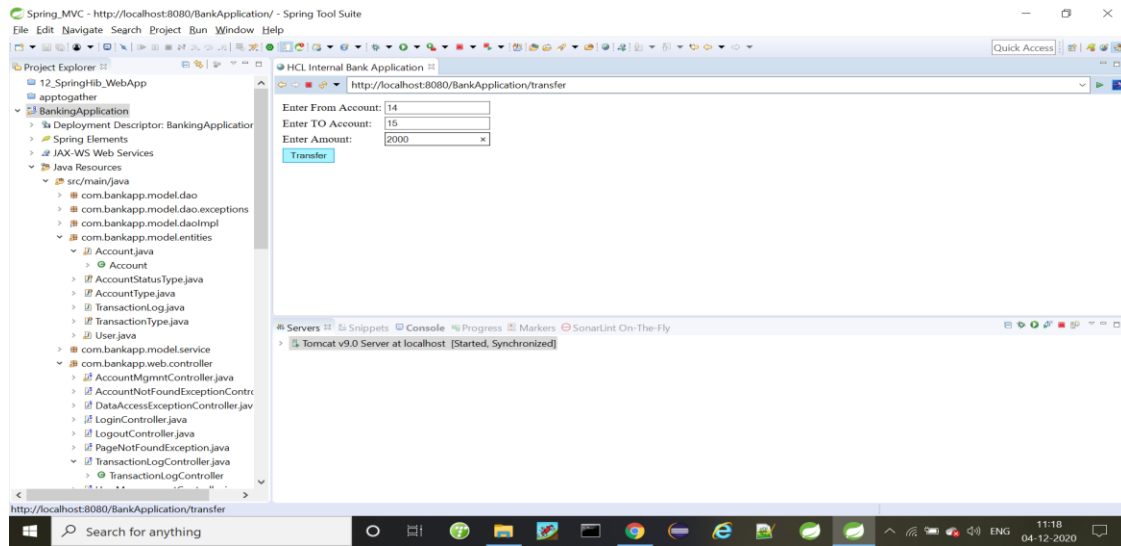 Spring_MVC - http://localhost:8080/BankApplication/ - Spring Tool Suite
File Edit Navigate Search Project Run Window Help
Quick Access
Project Explorer
12_SpringHib_WebApp
apptogather
BankingApplication
Deployment Descriptor: BankingApplication
Spring Elements
JAX-WS Web Services
Java Resources
src/main/java
com.bankapp.model.dao
com.bankapp.model.dao.exceptions
com.bankapp.model.daoImpl
com.bankapp.model.entities
Account.java
Account
AccountStatusType.java
AccountType.java
TransactionLog.java
TransactionType.java
User.java
com.bankapp.model.service
com.bankapp.web.controller
AccountMgmntController.java
AccountNotFoundExceptionContro
DataAccessExceptionController.jav
LoginController.java
LogoutController.java
PageNotFoundException.java
TransactionLogController.java
TransactionLogController
HCL Internal Bank Application
http://localhost:8080/BankApplication/transfer
Enter From Account: 14
Enter TO Account: 15
Enter Amount: 2000
Transfer
Servers Snippets Console Progress Markers SonarLint On-The-Fly
Tomcat v9.0 Server at localhost [Started, Synchronized]
http://localhost:8080/BankApplication/transfer
Search for anything
ENG
11:18
04-12-2020